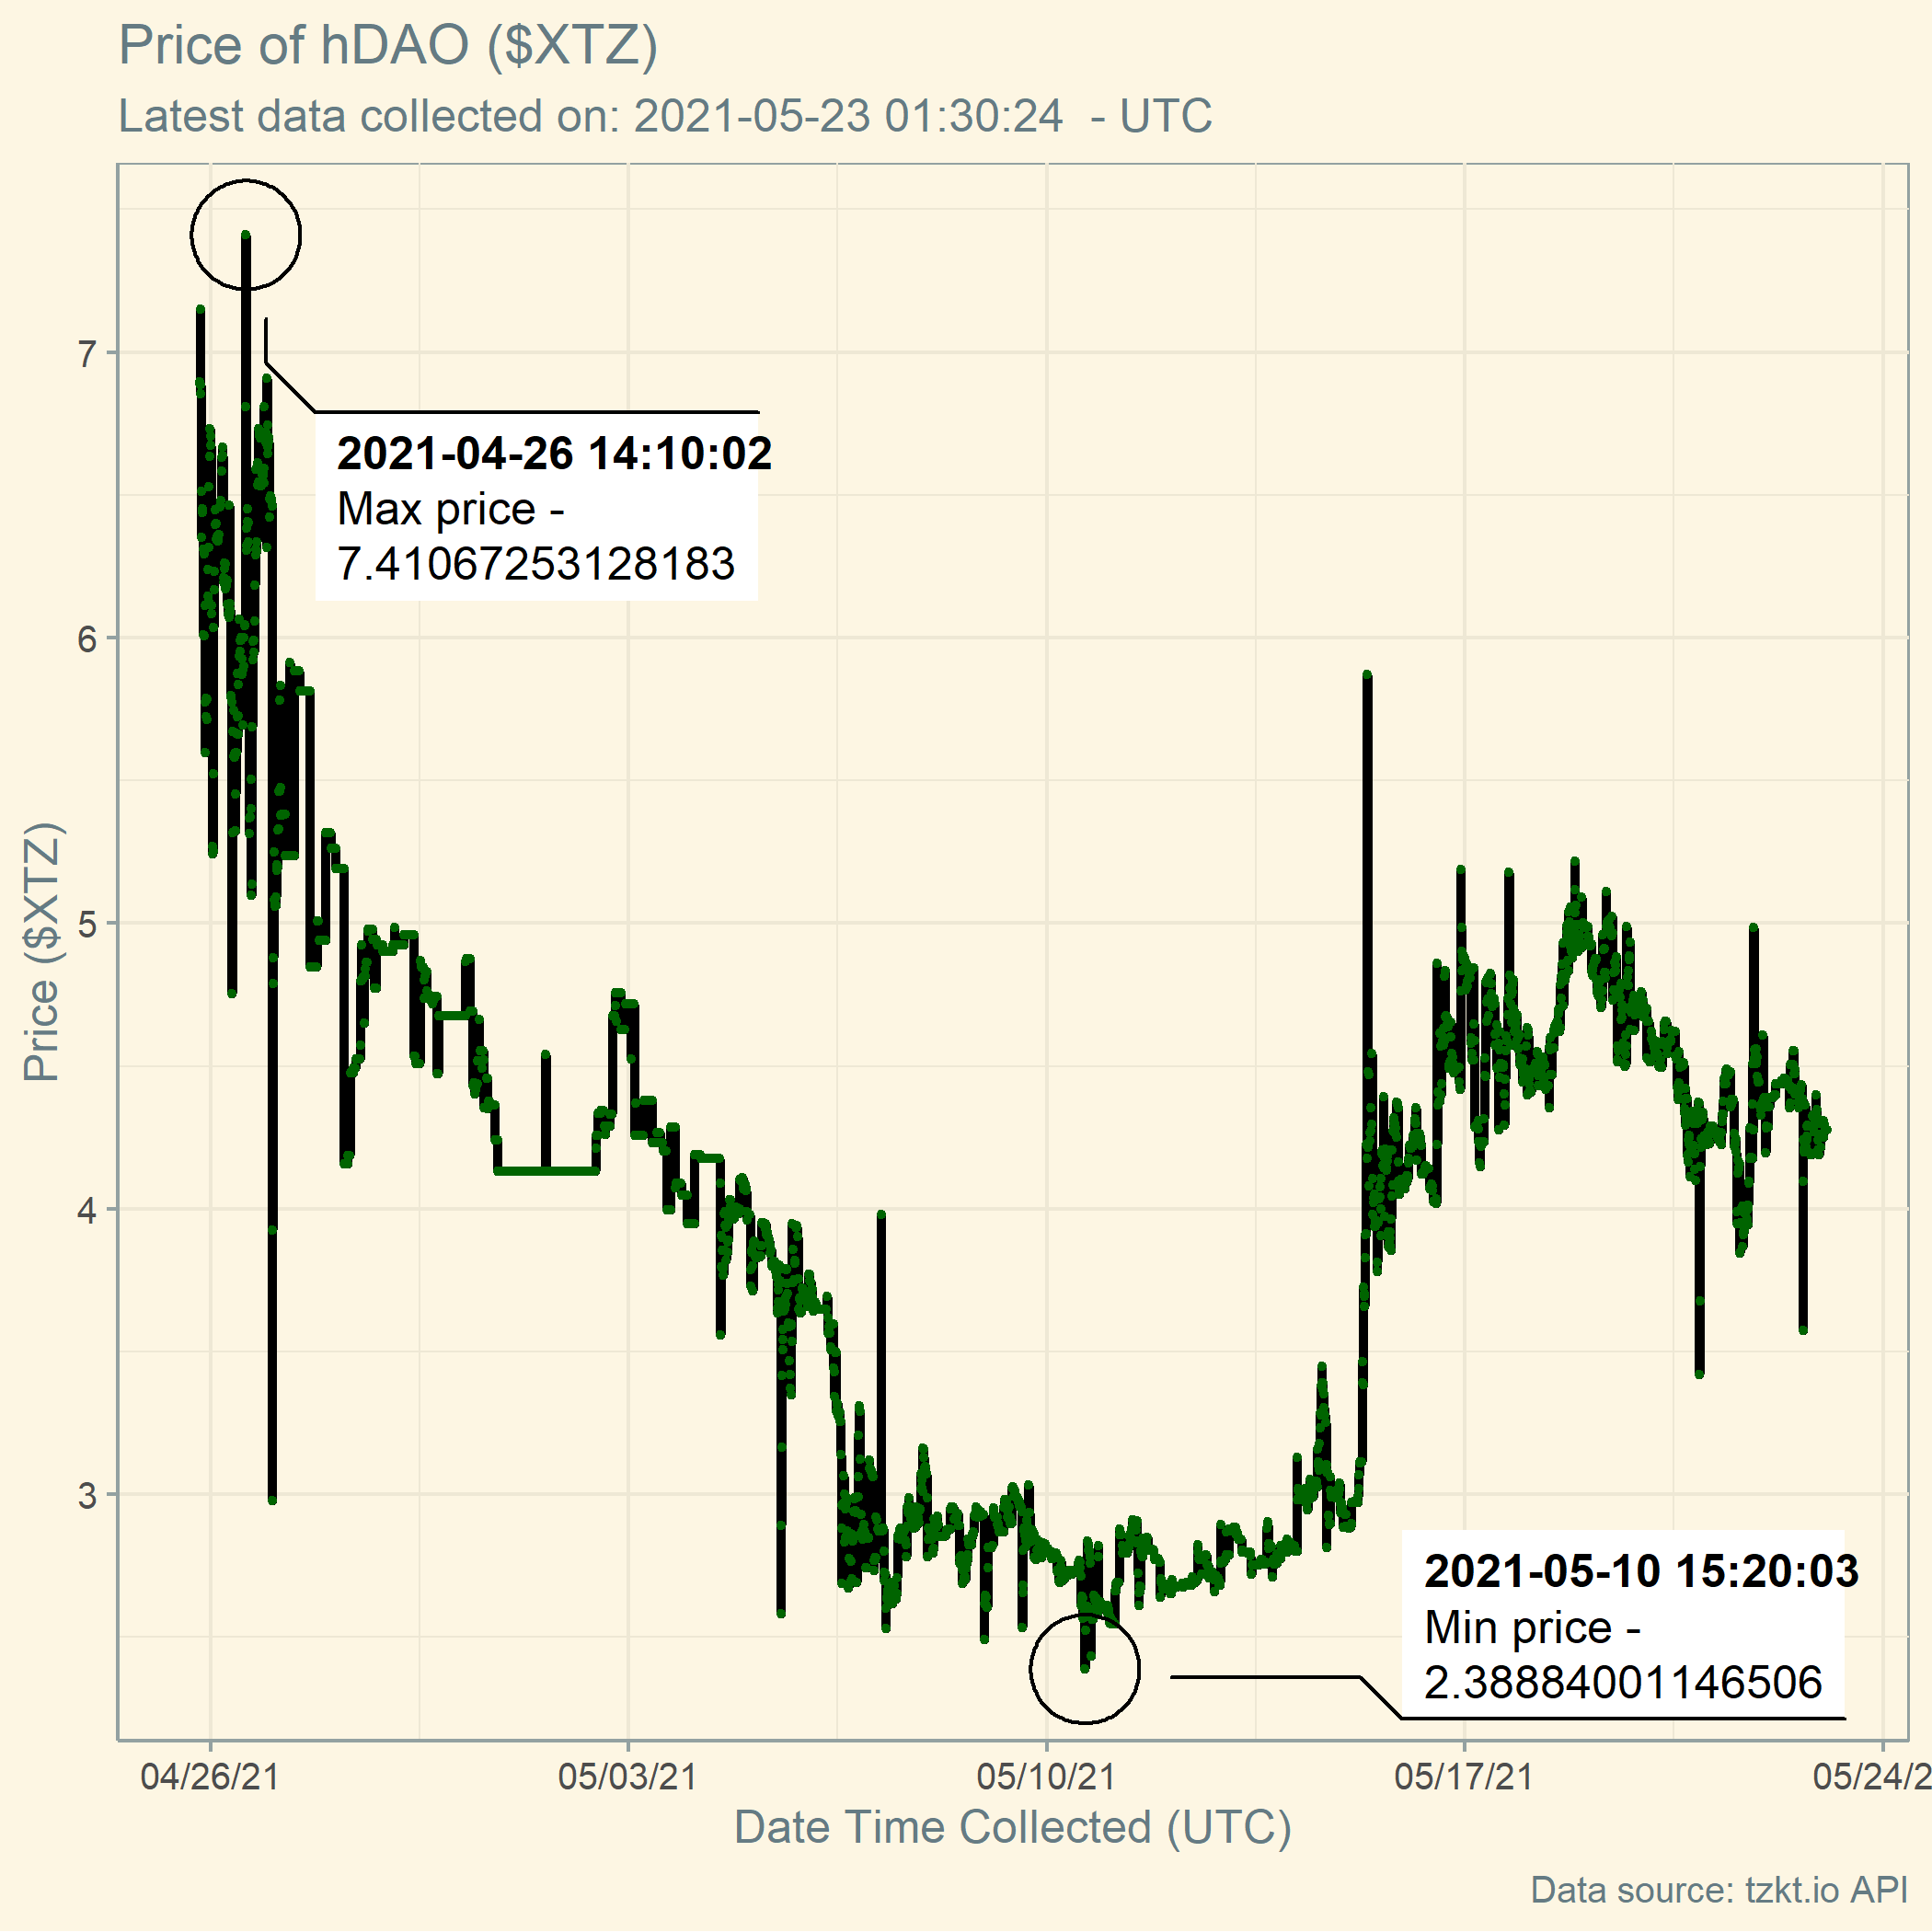 Price of hDAO ($XTZ)
Latest data collected on: 2021-05-23 01:30:24  - UTC
Price ($XTZ)
7
6
5
4
3
2021-04-26 14:10:02
Max price -
7.41067253128183
2021-05-10 15:20:03
Min price -
2.38884001146506
04/26/21
05/03/21
05/10/21
05/17/21
05/24/2
Date Time Collected (UTC)
Data source: tzkt.io API